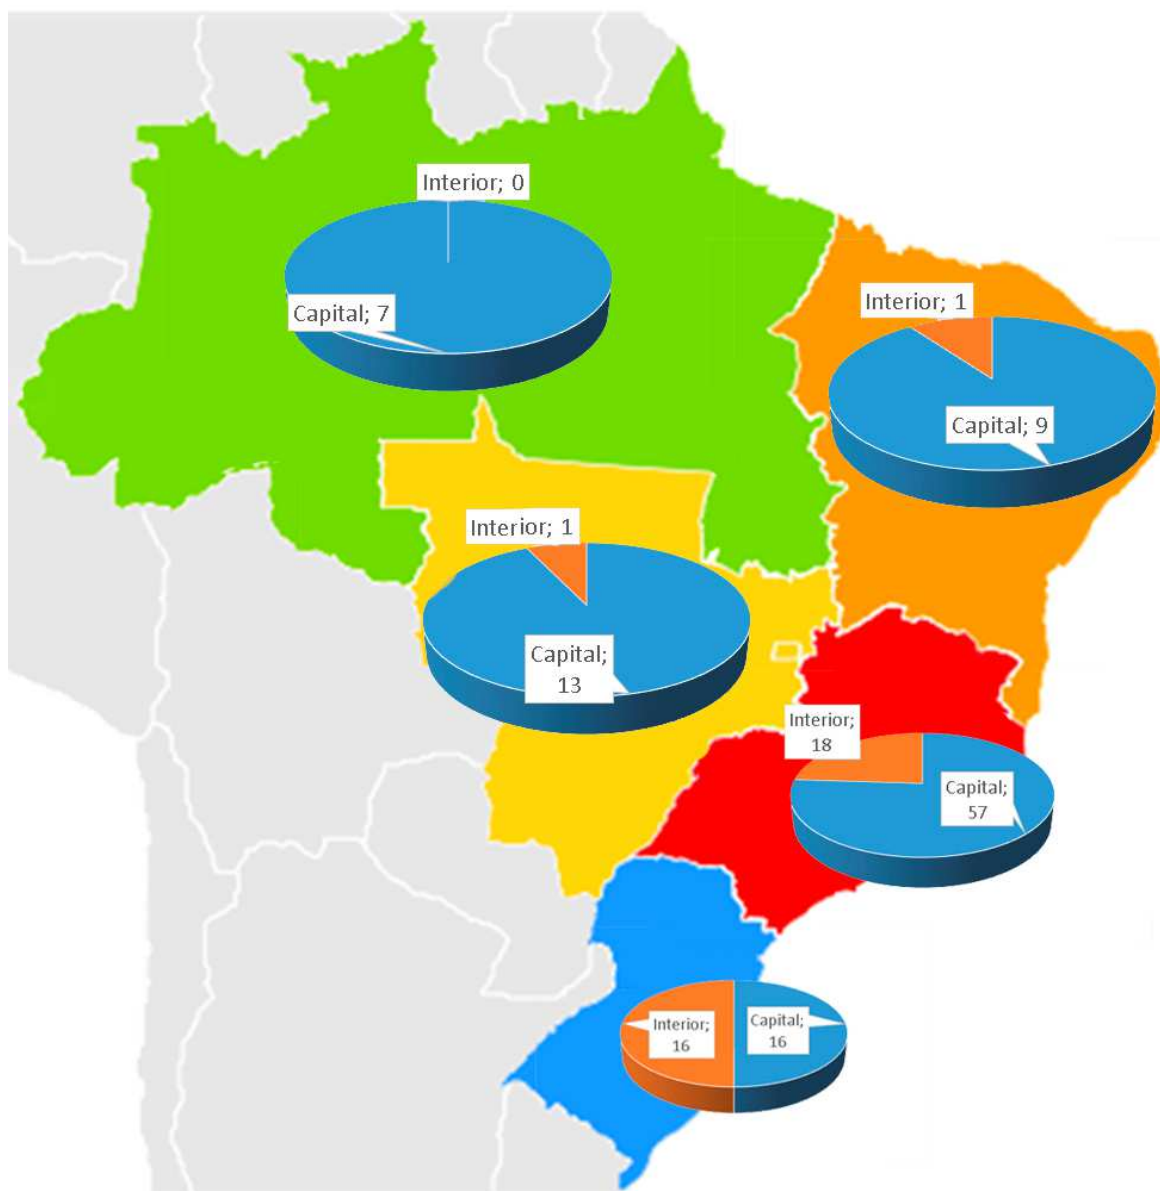 Interior; 0
Capital; 7
Interior; 1
Capital; 9
Interior; 1
Capital;
13
Interior;
18
Capital;
57
Interior;
16
Capital;
16